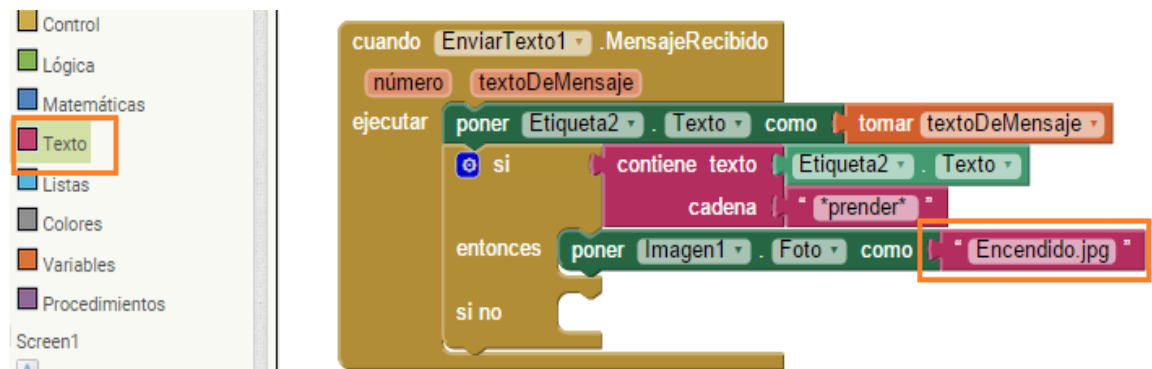 Control
Lógica
Matemáticas
Texto
Listas
Colores
Variables
Procedimientos
Screen1
cuando EnviarTexto1 .MensajeRecibido
número textoDeMensaje
ejecutar poner Etiqueta2 . Texto como tomar textoDeMensaje
si contiene texto Etiqueta2 . Texto
cadena " *prender* "
entonces poner Imagen1 . Foto como " Encendido.jpg "
si no